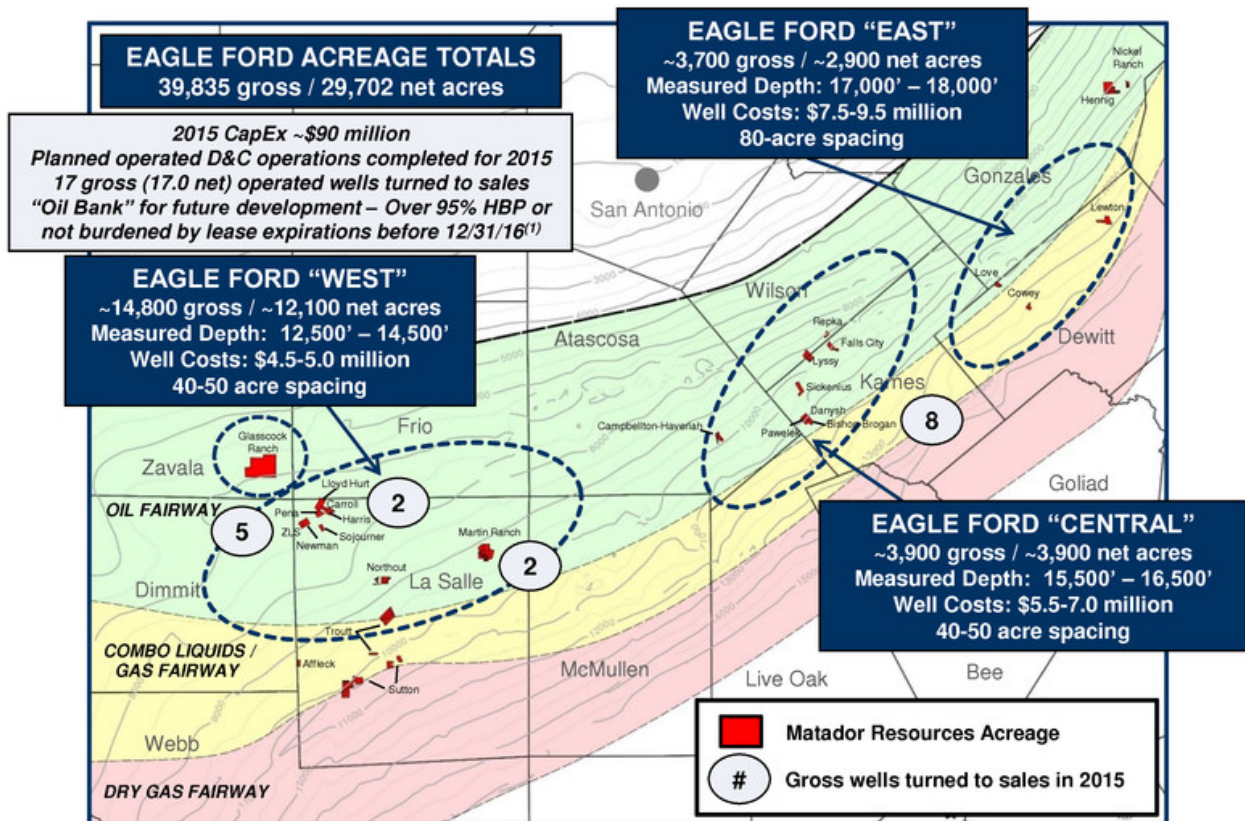 EAGLE FORD ACREAGE TOTALS
39,835 gross / 29,702 net acres
2015 CapEx ~$90 million
Planned operated D&C operations completed for 2015
17 gross (17.0 net) operated wells turned to sales
“Oil Bank” for future development – Over 95% HBP or
not burdened by lease expirations before 12/31/16(1)
EAGLE FORD “EAST”
~3,700 gross / ~2,900 net acres
Measured Depth: 17,000’ – 18,000’
Well Costs: $7.5-9.5 million
80-acre spacing
EAGLE FORD “WEST”
~14,800 gross / ~12,100 net acres
Measured Depth: 12,500’ – 14,500’
Well Costs: $4.5-5.0 million
40-50 acre spacing
EAGLE FORD “CENTRAL”
~3,900 gross / ~3,900 net acres
Measured Depth: 15,500’ – 16,500’
Well Costs: $5.5-7.0 million
40-50 acre spacing
Nickel
Ranch
Hennig
San Antonio
Gonzales
Lewton
Love
Cowey
Dewitt
Wilson
Atascosa
Repka
Falls City
Lyssy
Sickenius
Karnes
Danysh
Bishop Brogan
Pawelek
Campbellton-Haverlah
8
Goliad
Frio
Glasscock
Ranch
Zavala
OIL FAIRWAY
5
Lloyd Hurt
Carroll
Pena
Harris
ZLS
Sojourner
Newman
2
Martin Ranch
2
Northcut
La Salle
Dimmit
Troutt
COMBO LIQUIDS /
GAS FAIRWAY
Affleck
Sutton
McMullen
Live Oak
Bee
Webb
DRY GAS FAIRWAY
Matador Resources Acreage
# Gross wells turned to sales in 2015